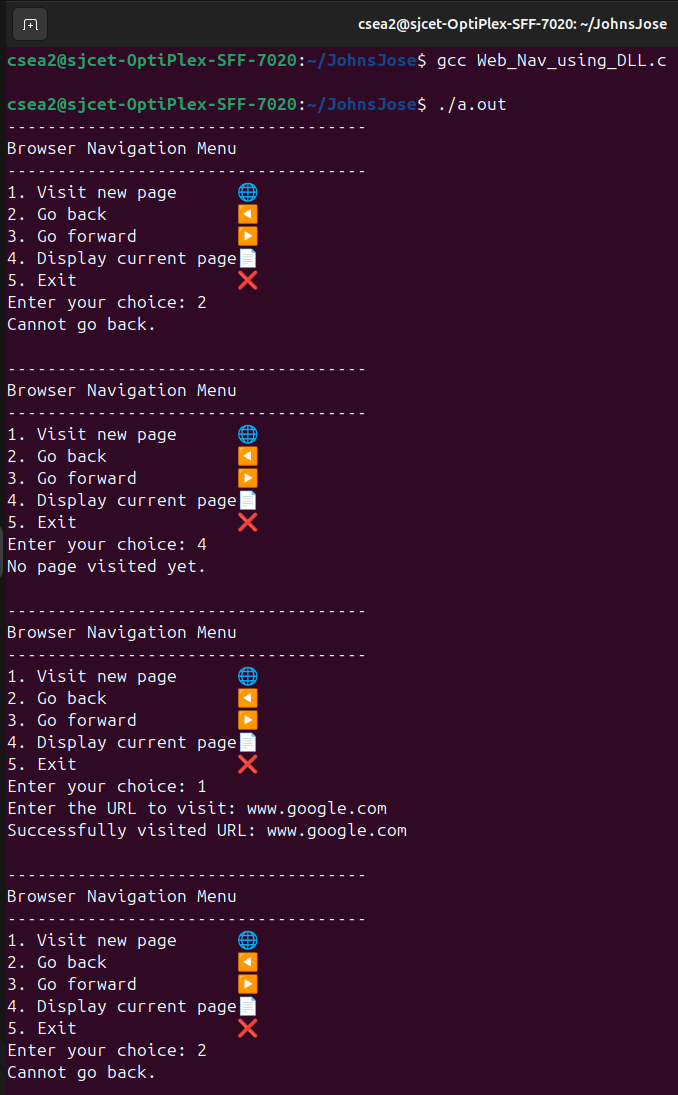 csea2@sjcet-OptiPlex-SFF-7020: ~/JohnsJose
csea2@sjcet-OptiPlex-SFF-7020:~/JohnsJose$ gcc Web_Nav_using_DLL.c
csea2@sjcet-OptiPlex-SFF-7020:~/JohnsJose$ ./a.out
------------------------------------
Browser Navigation Menu
------------------------------------
1. Visit new page 🌐
2. Go back ◀️
3. Go forward ▶️
4. Display current page📄
5. Exit ❌
Enter your choice: 2
Cannot go back.
------------------------------------
Browser Navigation Menu
------------------------------------
1. Visit new page 🌐
2. Go back ◀️
3. Go forward ▶️
4. Display current page📄
5. Exit ❌
Enter your choice: 4
No page visited yet.
------------------------------------
Browser Navigation Menu
------------------------------------
1. Visit new page 🌐
2. Go back ◀️
3. Go forward ▶️
4. Display current page📄
5. Exit ❌
Enter your choice: 1
Enter the URL to visit: www.google.com
Successfully visited URL: www.google.com
------------------------------------
Browser Navigation Menu
------------------------------------
1. Visit new page 🌐
2. Go back ◀️
3. Go forward ▶️
4. Display current page📄
5. Exit ❌
Enter your choice: 2
Cannot go back.